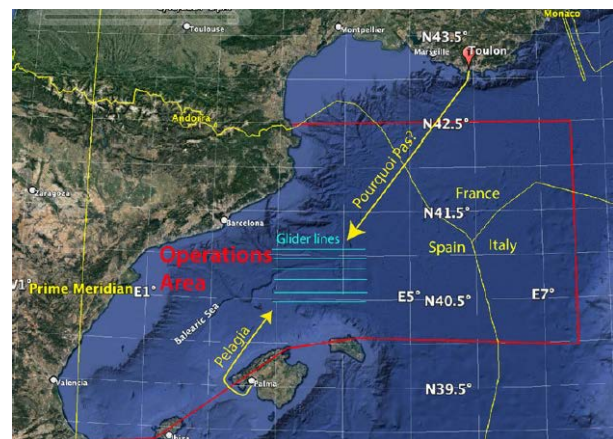 Monaco
Toulouse
Montpellier
N43.5°
Marseille
Toulon
Andorra
N42.5°
Pourquoi Pas?
France
Zaragoza
Barcelona
N41.5°
Glider lines
Spain
Italy
Operations
Area
V1°
Prime Meridian
E1°
E5°
N40.5°
E7°
Balearic Sea
Pelagia
Palma
N39.5°
Valencia
Ibiza